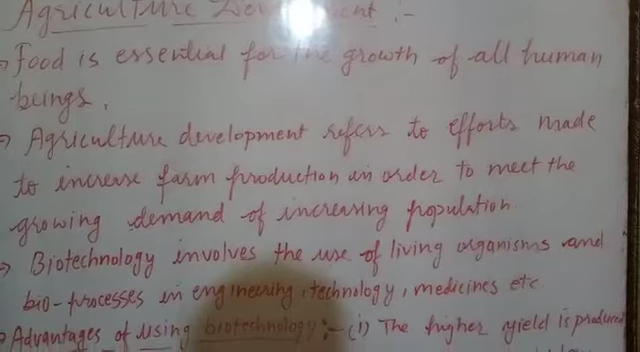 Agriculture Development :-
→ Food is essential for the growth of all human
beings.
→ Agriculture development refers to efforts made
to increase farm production in order to meet the
growing demand of increasing population.
→ Biotechnology involves the use of living organisms and
bio-processes in engineering, technology, medicines etc.
→ Advantages of using biotechnology :- (i) The higher yield is produced